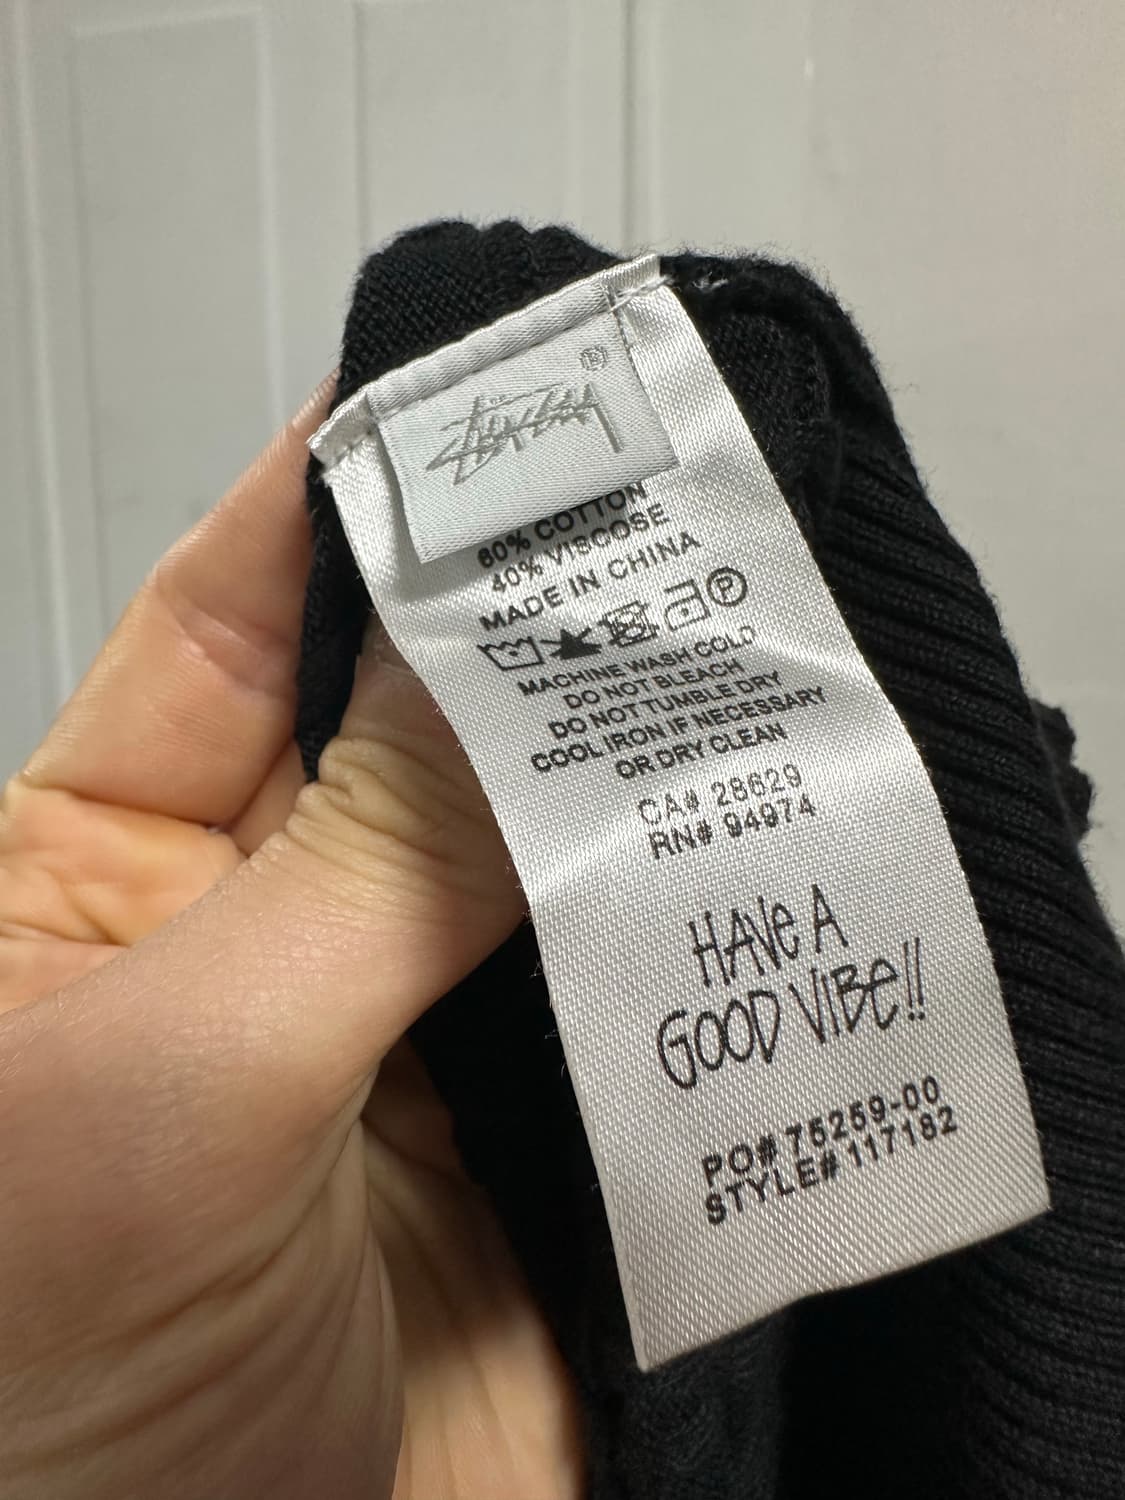 STÜSSY ®
60% COTTON
40% VISCOSE
MADE IN CHINA
P
MACHINE WASH COLD
DO NOT BLEACH
DO NOT TUMBLE DRY
COOL IRON IF NECESSARY
OR DRY CLEAN
CA# 28629
RN# 94974
HAVE A
GOOD VIBE!!
PO# 75259-00
STYLE# 117182